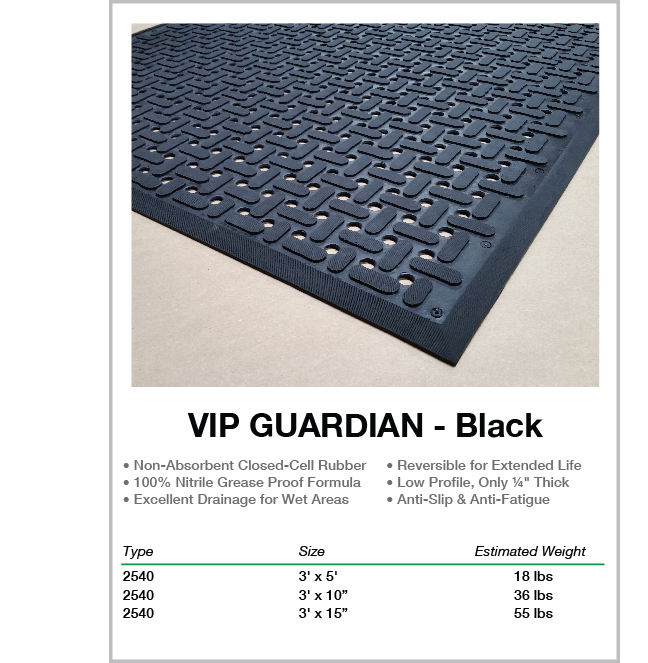 VIP GUARDIAN - Black
• Non-Absorbent Closed-Cell Rubber
• 100% Nitrile Grease Proof Formula
• Excellent Drainage for Wet Areas
• Reversible for Extended Life
• Low Profile, Only ¼" Thick
• Anti-Slip & Anti-Fatigue
Type Size Estimated Weight
2540 3' x 5' 18 lbs
2540 3' x 10” 36 lbs
2540 3' x 15” 55 lbs